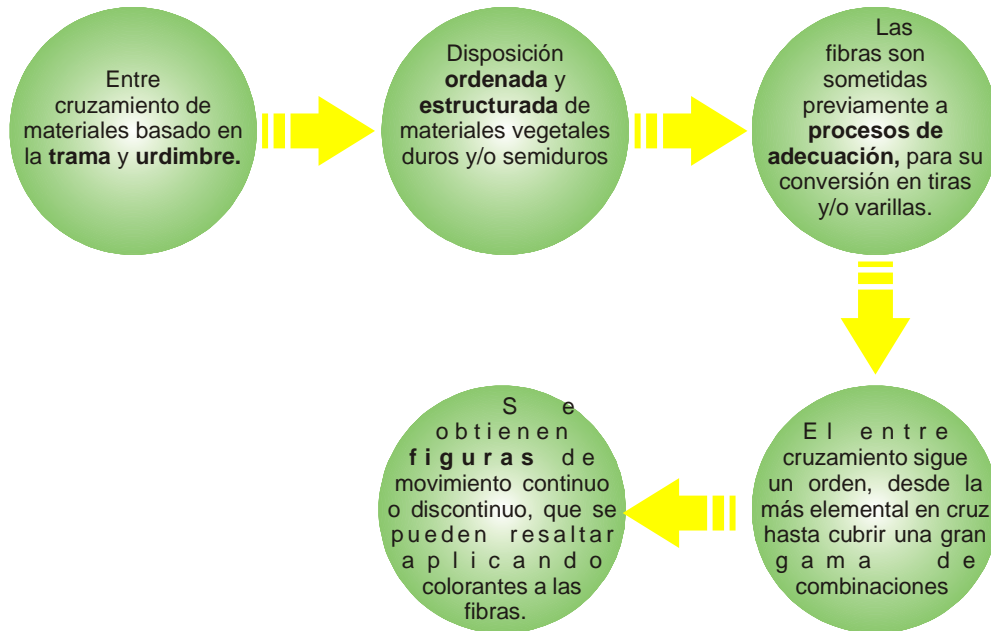 Entre
cruzamiento de
materiales basado en
la trama y urdimbre.
Disposición
ordenada y
estructurada de
materiales vegetales
duros y/o semiduros
Las
fibras son
sometidas
previamente a
procesos de
adecuación, para su
conversión en tiras
y/o varillas.
El entre
cruzamiento sigue
un orden, desde la
más elemental en cruz
hasta cubrir una gran
gama de
combinaciones
Se
obtienen
figuras de
movimiento continuo
o discontinuo, que se
pueden resaltar
aplicando
colorantes a las
fibras.